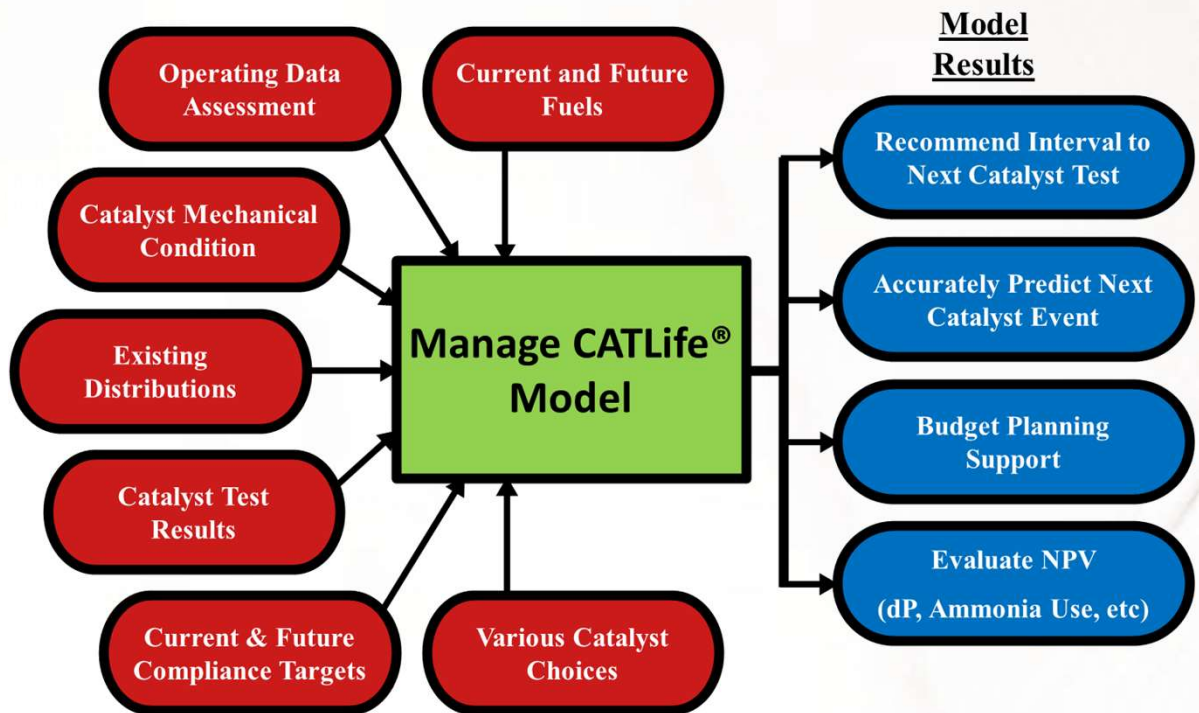 Model
Results
Operating Data
Assessment
Current and Future
Fuels
Catalyst Mechanical
Condition
Existing
Distributions
Catalyst Test
Results
Current & Future
Compliance Targets
Various Catalyst
Choices
Manage CATLife®
Model
Recommend Interval to
Next Catalyst Test
Accurately Predict Next
Catalyst Event
Budget Planning
Support
Evaluate NPV
(dP, Ammonia Use, etc)